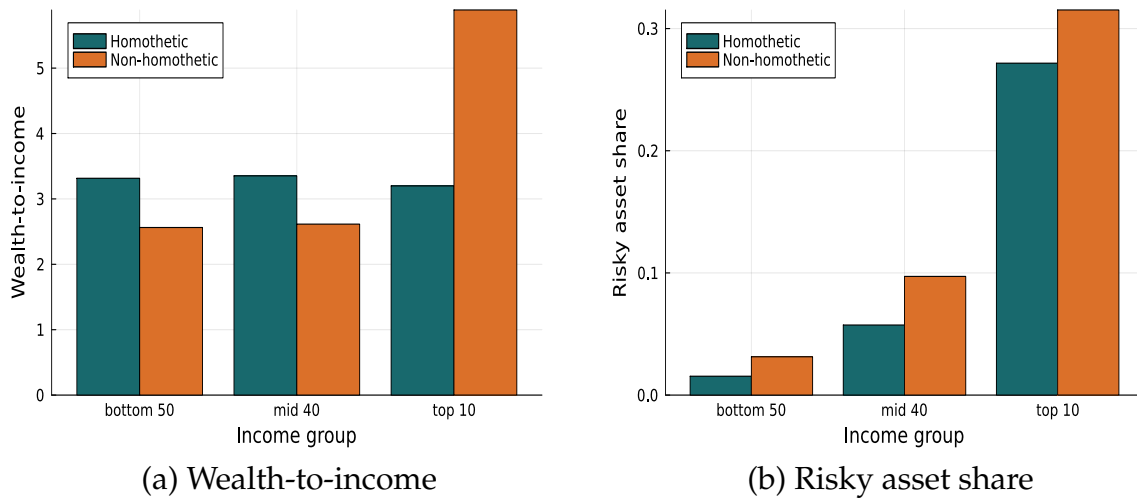 Homothetic
Non-homothetic
Wealth-to-income
5
4
3
2
1
0
bottom 50
mid 40
top 10
Income group
(a) Wealth-to-income
Homothetic
Non-homothetic
Risky asset share
0.3
0.2
0.1
0.0
bottom 50
mid 40
top 10
Income group
(b) Risky asset share